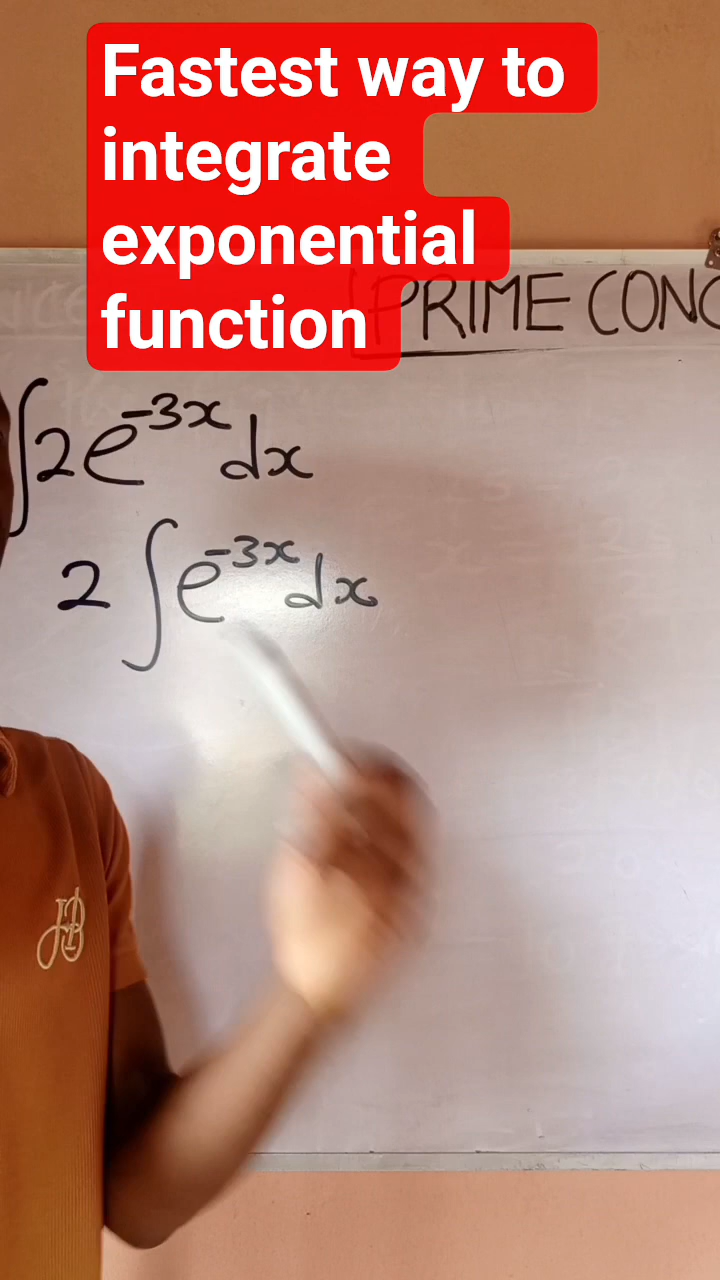 Fastest way to
integrate
exponential
function
PRIME CONC
∫2e^{-3x}dx
2∫e^{-3x}dx